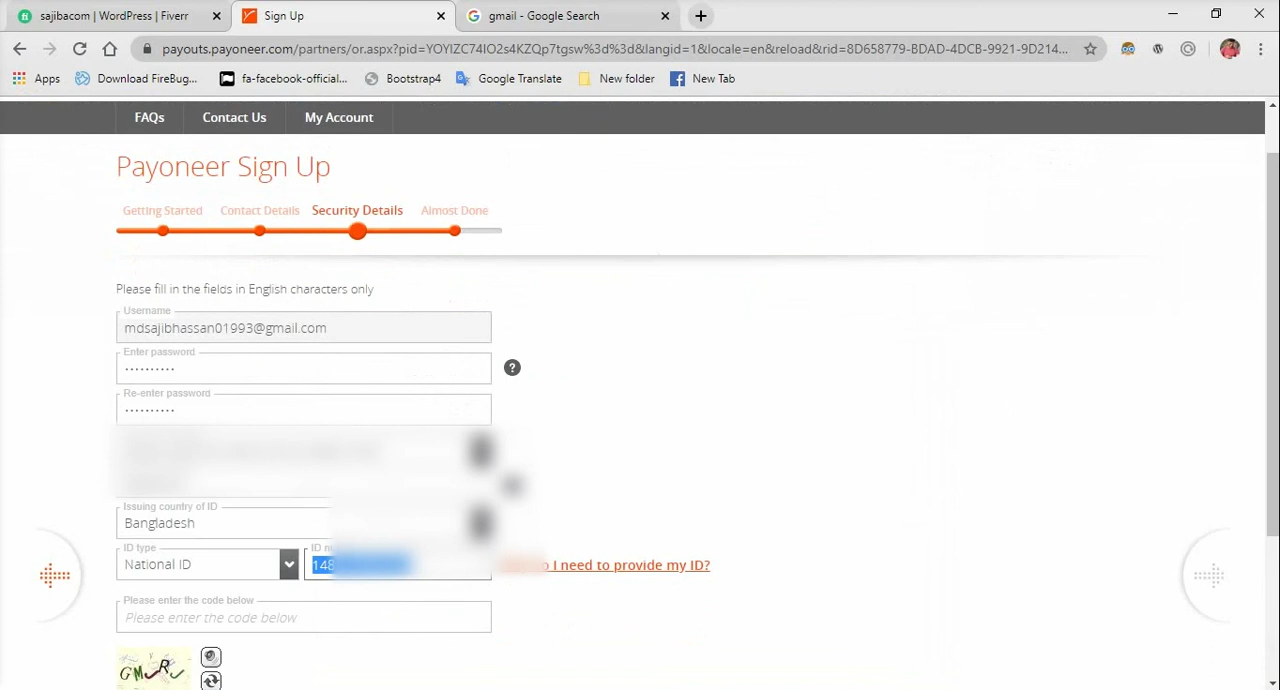 sajibacom | WordPress | Fiverr
Sign Up
gmail - Google Search
payouts.payoneer.com/partners/or.aspx?pid=YOYIZC74IO2s4KZQp7tgsw%3d%3d&langid=1&locale=en&reload&rid=8D658779-BDAD-4DCB-9921-9D214...
Apps
Download FireBug...
fa-facebook-official...
Bootstrap4
Google Translate
New folder
New Tab
FAQs
Contact Us
My Account
Payoneer Sign Up
Getting Started
Contact Details
Security Details
Almost Done
Please fill in the fields in English characters only
Username
mdsajibhassan01993@gmail.com
Enter password
Re-enter password
Issuing country of ID
Bangladesh
ID type
National ID
ID
148
I need to provide my ID?
Please enter the code below
Please enter the code below